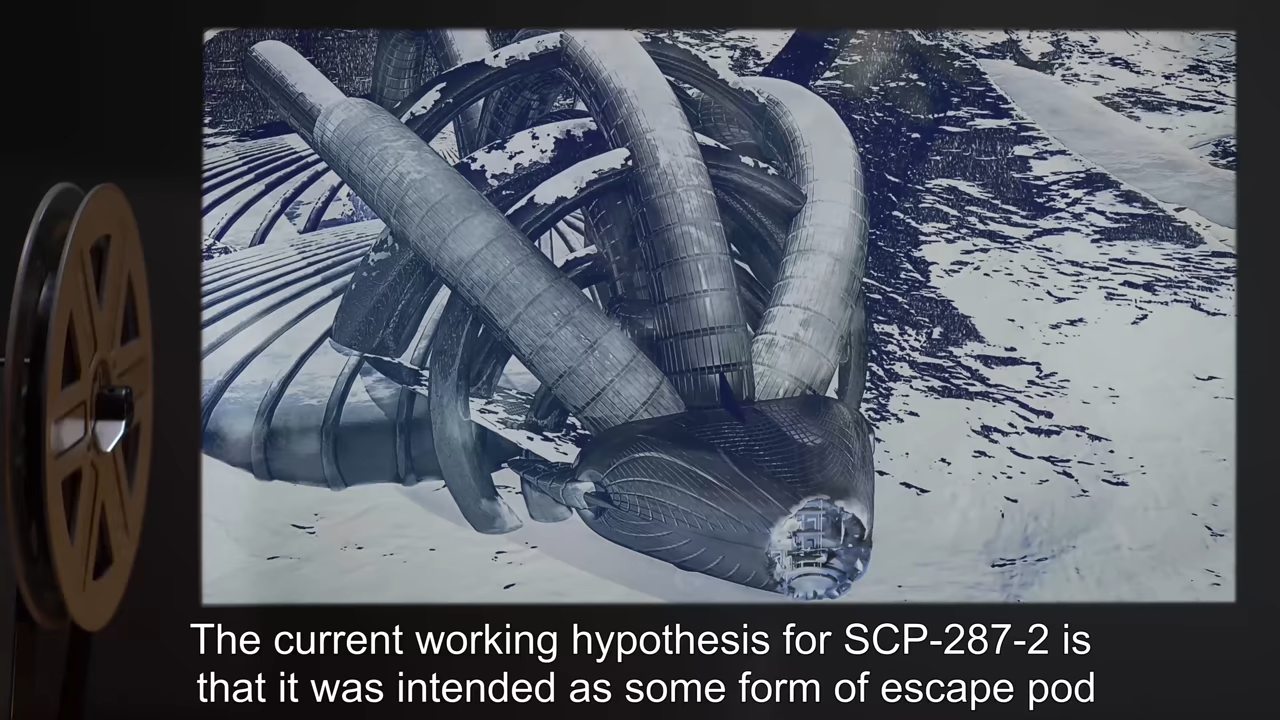 The current working hypothesis for SCP-287-2 is
that it was intended as some form of escape pod